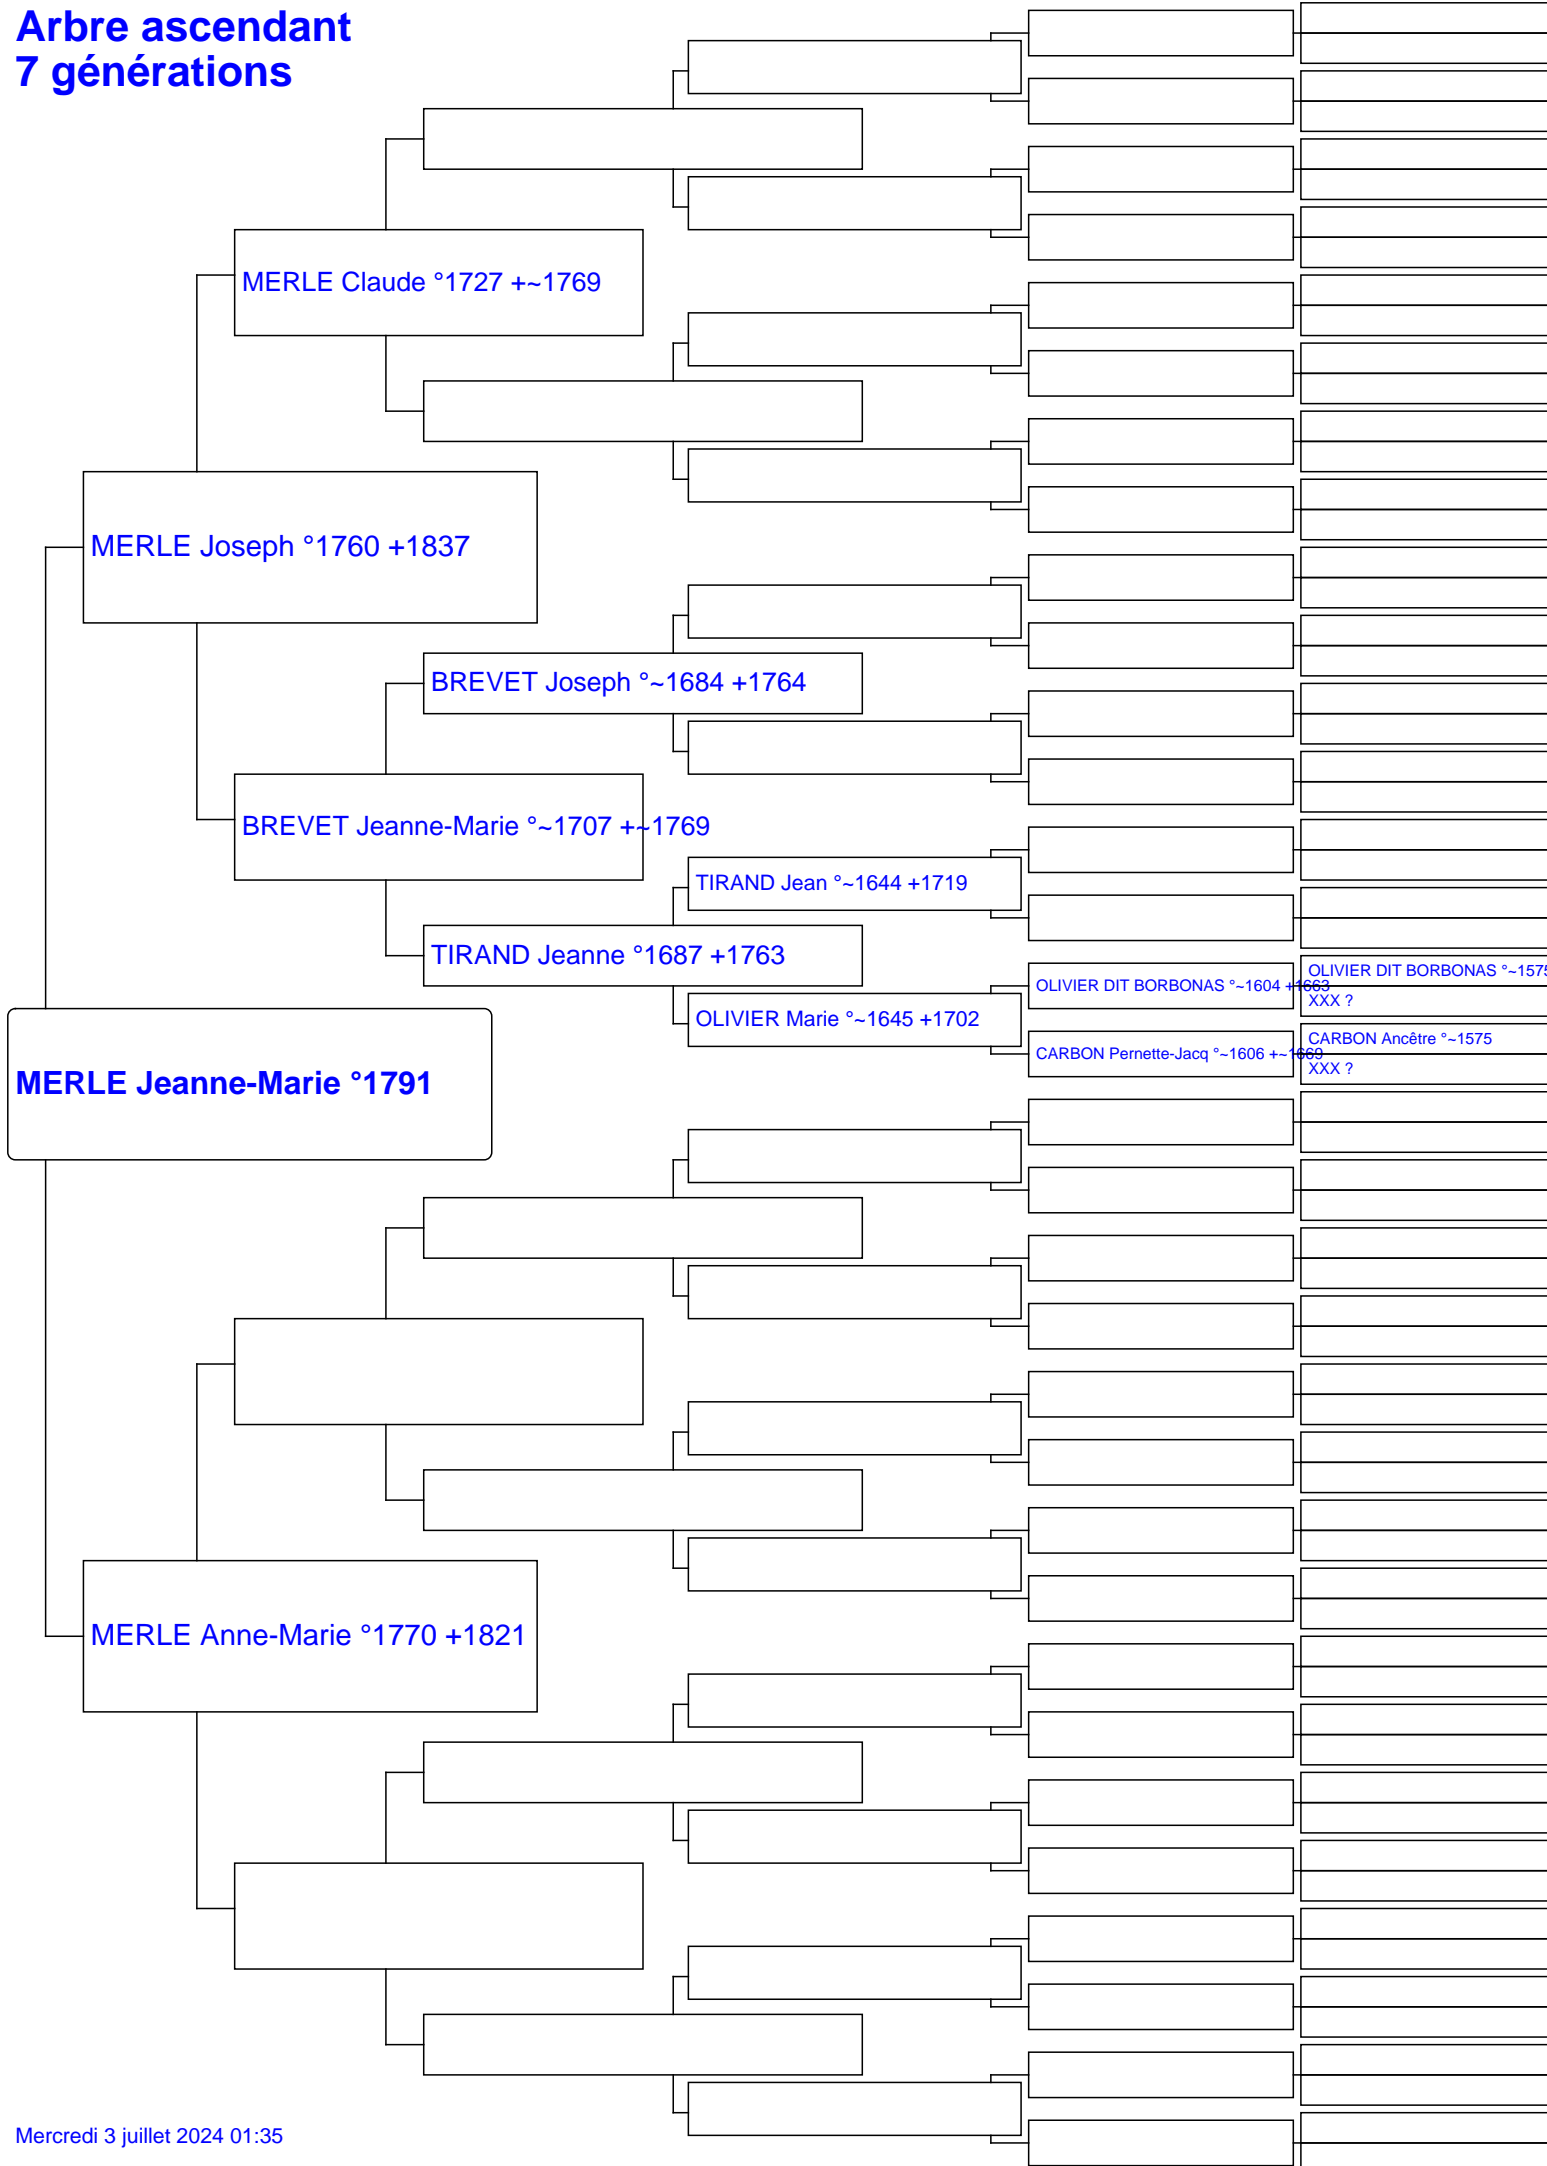 Arbre ascendant
7 générations
MERLE Claude °1727 +~1769
MERLE Joseph °1760 +1837
BREVET Joseph °~1684 +1764
BREVET Jeanne-Marie °~1707 +~1769
TIRAND Jean °~1644 +1719
TIRAND Jeanne °1687 +1763
OLIVIER DIT BORBONAS °~1575
OLIVIER DIT BORBONAS °~1604 +1663
XXX ?
OLIVIER Marie °~1645 +1702
CARBON Ancêtre °~1575
CARBON Pernette-Jacq °~1606 +~1669
XXX ?
MERLE Jeanne-Marie °1791
MERLE Anne-Marie °1770 +1821
Mercredi 3 juillet 2024 01:35